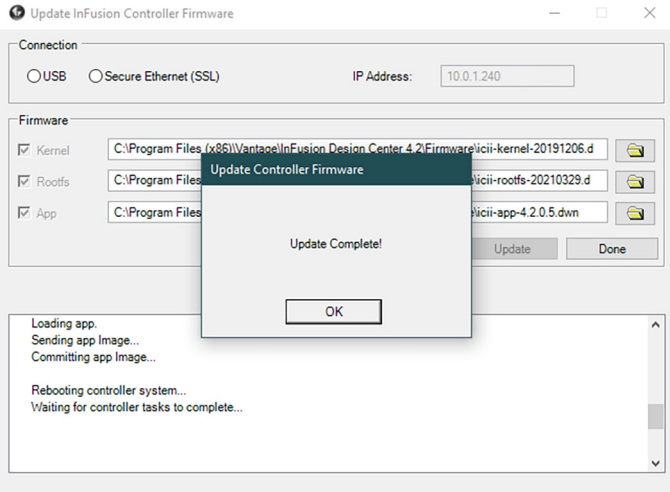 Update InFusion Controller Firmware
Connection
USB Secure Ethernet (SSL) IP Address: 10.0.1.240
Firmware
Kernel C:\Program Files (x86)\Vantage\InFusion Design Center 4.2\Firmware\icii-kernel-20191206.d
Update Controller Firmware
Rootfs C:\Program Files e\icii-rootfs-20210329.d
App C:\Program Files e\icii-app-4.2.0.5.dwn
Update Complete!
Update Done
OK
Loading app.
Sending app Image...
Committing app Image...
Rebooting controller system...
Waiting for controller tasks to complete...